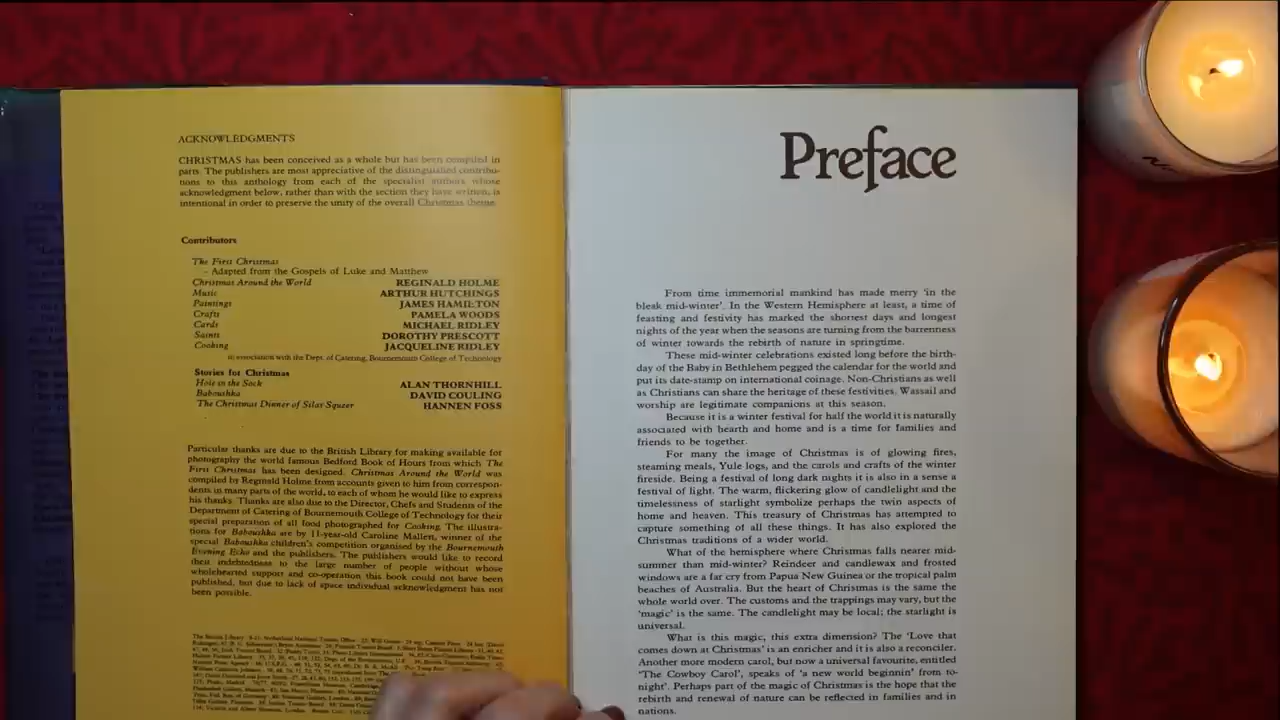 ACKNOWLEDGMENTS
CHRISTMAS has been conceived as a whole but has been compiled in
parts. The publishers are most appreciative of the distinguished contribu-
tions to this anthology from each of the specialist authors whose
acknowledgment below, rather than with the section they have written, is
intentional in order to preserve the unity of the overall Christmas theme.
Contributors
The First Christmas
- Adapted from the Gospels of Luke and Matthew
Christmas Around the World REGINALD HOLME
Music ARTHUR HUTCHINGS
Paintings JAMES HAMILTON
Crafts PAMELA WOODS
Cards MICHAEL RIDLEY
Saints DOROTHY PRESCOTT
Cooking JACQUELINE RIDLEY
in association with the Dept. of Catering, Bournemouth College of Technology
Stories for Christmas
Hole in the Sock ALAN THORNHILL
Baboushka DAVID COULING
The Christmas Dinner of Silas Squzer HANNEN FOSS
Particular thanks are due to the British Library for making available for
photography the world famous Bedford Book of Hours from which The
First Christmas has been designed. Christmas Around the World was
compiled by Reginald Holme from accounts given to him from correspon-
dents in many parts of the world, to each of whom he would like to express
his thanks. Thanks are also due to the Director, Chefs and Students of the
Department of Catering of Bournemouth College of Technology for their
special preparation of all food photographed for Cooking. The illustra-
tions for Baboushka are by 11-year-old Caroline Mallett, winner of the
special Baboushka children's competition organised by the Bournemouth
Evening Echo and the publishers. The publishers would like to record
their indebtedness to the large number of people without whose
wholehearted support and co-operation this book could not have been
published, but due to lack of space individual acknowledgment has not
been possible.
Preface
From time immemorial mankind has made merry 'in the
bleak mid-winter'. In the Western Hemisphere at least, a time of
feasting and festivity has marked the shortest days and longest
nights of the year when the seasons are turning from the barrenness
of winter towards the rebirth of nature in springtime.
These mid-winter celebrations existed long before the birth-
day of the Baby in Bethlehem pegged the calendar for the world and
put its date-stamp on international coinage. Non-Christians as well
as Christians can share the heritage of these festivities. Wassail and
worship are legitimate companions at this season.
Because it is a winter festival for half the world it is naturally
associated with hearth and home and is a time for families and
friends to be together.
For many the image of Christmas is of glowing fires,
steaming meals, Yule logs, and the carols and crafts of the winter
fireside. Being a festival of long dark nights it is also in a sense a
festival of light. The warm, flickering glow of candlelight and the
timelessness of starlight symbolize perhaps the twin aspects of
home and heaven. This treasury of Christmas has attempted to
capture something of all these things. It has also explored the
Christmas traditions of a wider world.
What of the hemisphere where Christmas falls nearer mid-
summer than mid-winter? Reindeer and candlewax and frosted
windows are a far cry from Papua New Guinea or the tropical palm
beaches of Australia. But the heart of Christmas is the same the
whole world over. The customs and the trappings may vary, but the
'magic' is the same. The candlelight may be local; the starlight is
universal.
What is this magic, this extra dimension? The 'Love that
comes down at Christmas' is an enricher and it is also a reconciler.
Another more modern carol, but now a universal favourite, entitled
'The Cowboy Carol', speaks of 'a new world beginnin' from to-
night'. Perhaps part of the magic of Christmas is the hope that the
rebirth and renewal of nature can be reflected in families and in
nations.